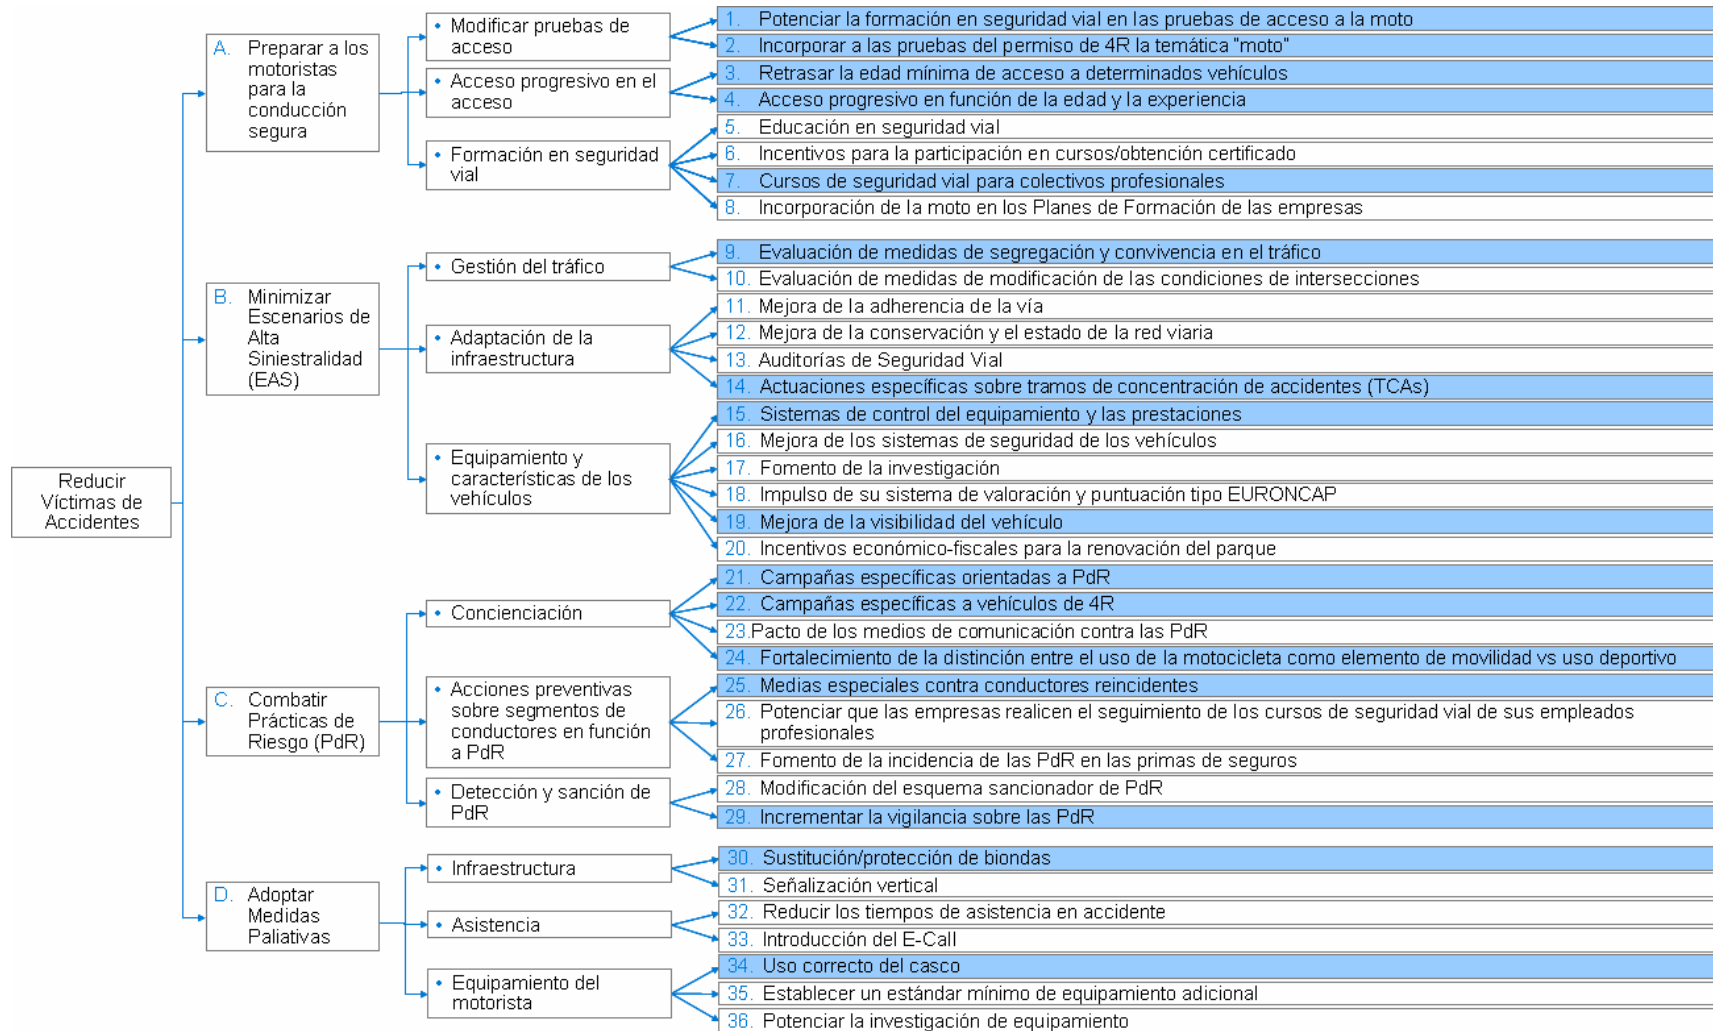 Reducir
Víctimas de
Accidentes
A. Preparar a los
motoristas
para la
conducción
segura
• Modificar pruebas de
acceso
1. Potenciar la formación en seguridad vial en las pruebas de acceso a la moto
2. Incorporar a las pruebas del permiso de 4R la temática "moto"
• Acceso progresivo en el
acceso
3. Retrasar la edad mínima de acceso a determinados vehículos
4. Acceso progresivo en función de la edad y la experiencia
• Formación en seguridad
vial
5. Educación en seguridad vial
6. Incentivos para la participación en cursos/obtención certificado
7. Cursos de seguridad vial para colectivos profesionales
8. Incorporación de la moto en los Planes de Formación de las empresas
B. Minimizar
Escenarios de
Alta
Siniestralidad
(EAS)
• Gestión del tráfico
9. Evaluación de medidas de segregación y convivencia en el tráfico
10. Evaluación de medidas de modificación de las condiciones de intersecciones
• Adaptación de la
infraestructura
11. Mejora de la adherencia de la vía
12. Mejora de la conservación y el estado de la red viaria
13. Auditorías de Seguridad Vial
14. Actuaciones específicas sobre tramos de concentración de accidentes (TCAs)
• Equipamiento y
características de los
vehículos
15. Sistemas de control del equipamiento y las prestaciones
16. Mejora de los sistemas de seguridad de los vehículos
17. Fomento de la investigación
18. Impulso de su sistema de valoración y puntuación tipo EURONCAP
19. Mejora de la visibilidad del vehículo
20. Incentivos económico-fiscales para la renovación del parque
C. Combatir
Prácticas de
Riesgo (PdR)
• Concienciación
21. Campañas específicas orientadas a PdR
22. Campañas específicas a vehículos de 4R
23.Pacto de los medios de comunicación contra las PdR
24. Fortalecimiento de la distinción entre el uso de la motocicleta como elemento de movilidad vs uso deportivo
• Acciones preventivas
sobre segmentos de
conductores en función
a PdR
25. Medias especiales contra conductores reincidentes
26. Potenciar que las empresas realicen el seguimiento de los cursos de seguridad vial de sus empleados
profesionales
27. Fomento de la incidencia de las PdR en las primas de seguros
• Detección y sanción de
PdR
28. Modificación del esquema sancionador de PdR
29. Incrementar la vigilancia sobre las PdR
D. Adoptar
Medidas
Paliativas
• Infraestructura
30. Sustitución/protección de biondas
31. Señalización vertical
• Asistencia
32. Reducir los tiempos de asistencia en accidente
33. Introducción del E-Call
• Equipamiento del
motorista
34. Uso correcto del casco
35. Establecer un estándar mínimo de equipamiento adicional
36. Potenciar la investigación de equipamiento